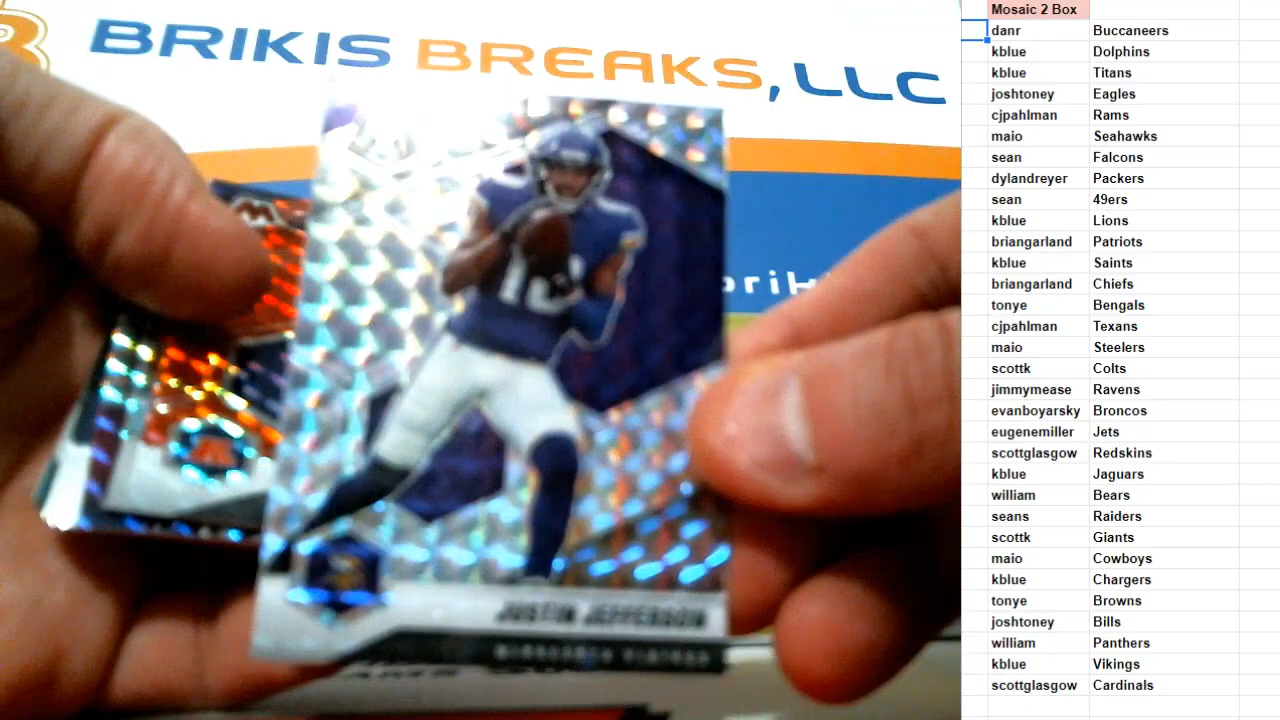 BRIKIS BREAKS, LLC
JUSTIN JEFFERSON
MINNESOTA VIKINGS
Mosaic 2 Box
danr Buccaneers
kblue Dolphins
kblue Titans
joshtoney Eagles
cjpahlman Rams
maio Seahawks
sean Falcons
dylandreyer Packers
sean 49ers
kblue Lions
briangarland Patriots
kblue Saints
briangarland Chiefs
tonye Bengals
cjpahlman Texans
maio Steelers
scottk Colts
jimmymease Ravens
evanboyarsky Broncos
eugenemiller Jets
scottglasgow Redskins
kblue Jaguars
william Bears
seans Raiders
scottk Giants
maio Cowboys
kblue Chargers
tonye Browns
joshtoney Bills
william Panthers
kblue Vikings
scottglasgow Cardinals